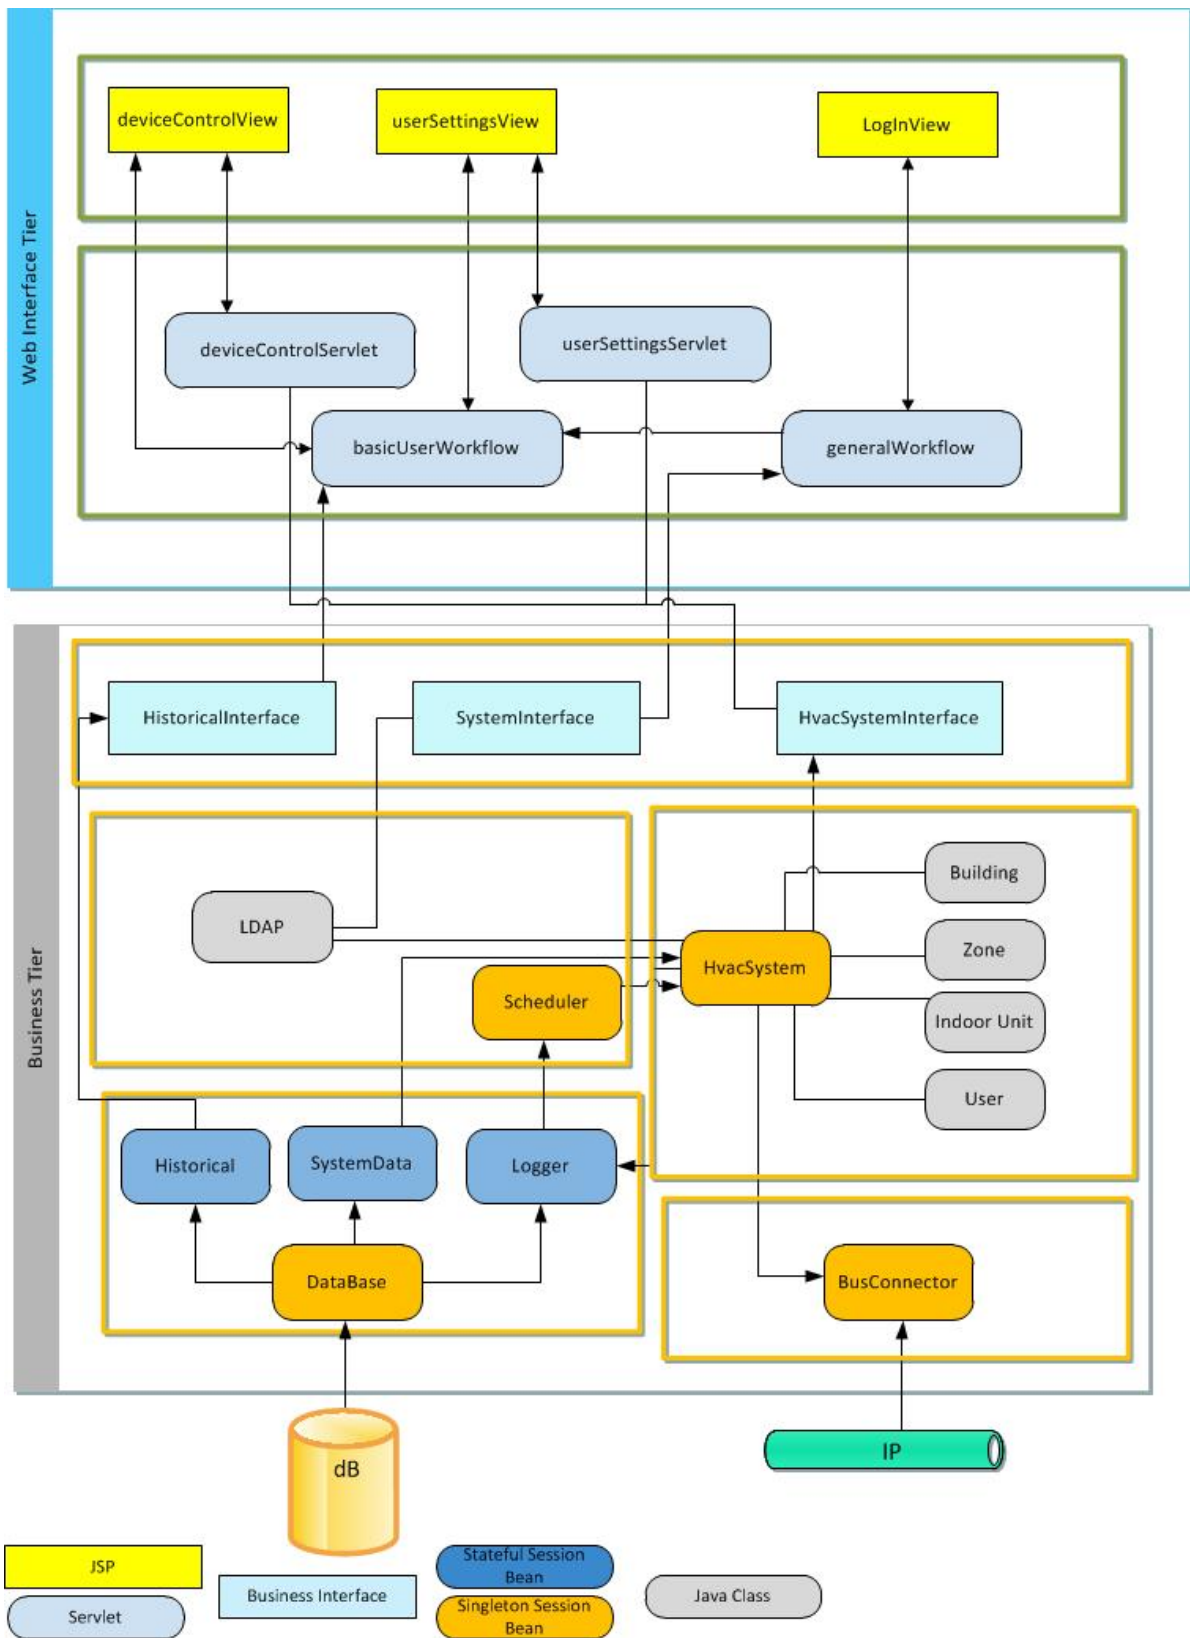 Web Interface Tier
deviceControlView
userSettingsView
LogInView
deviceControlServlet
userSettingsServlet
basicUserWorkflow
generalWorkflow
Business Tier
HistoricalInterface
SystemInterface
HvacSystemInterface
LDAP
Building
HvacSystem
Zone
Scheduler
Indoor Unit
User
Historical
SystemData
Logger
DataBase
BusConnector
dB
IP
JSP
Servlet
Business Interface
Stateful Session
Bean
Singleton Session
Bean
Java Class